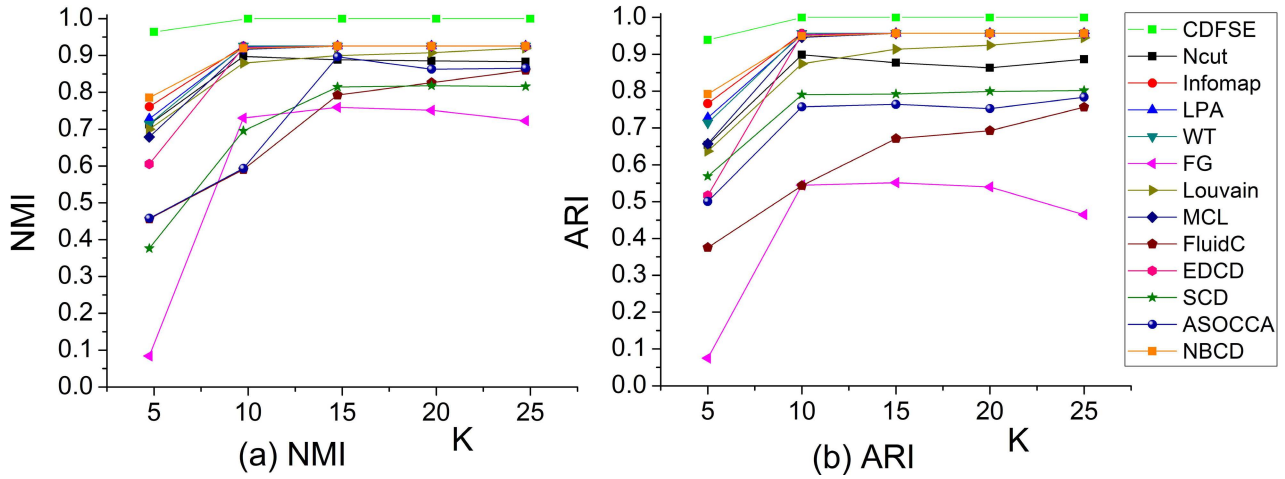 1.0
0.9
0.8
0.7
0.6
0.5
0.4
0.3
0.2
0.1
0.0
NMI
5 10 15 20 25
K
(a) NMI
1.0
0.9
0.8
0.7
0.6
0.5
0.4
0.3
0.2
0.1
0.0
ARI
5 10 15 20 25
K
(b) ARI
CDFSE
Ncut
Infomap
LPA
WT
FG
Louvain
MCL
FluidC
EDCD
SCD
ASOCCA
NBCD